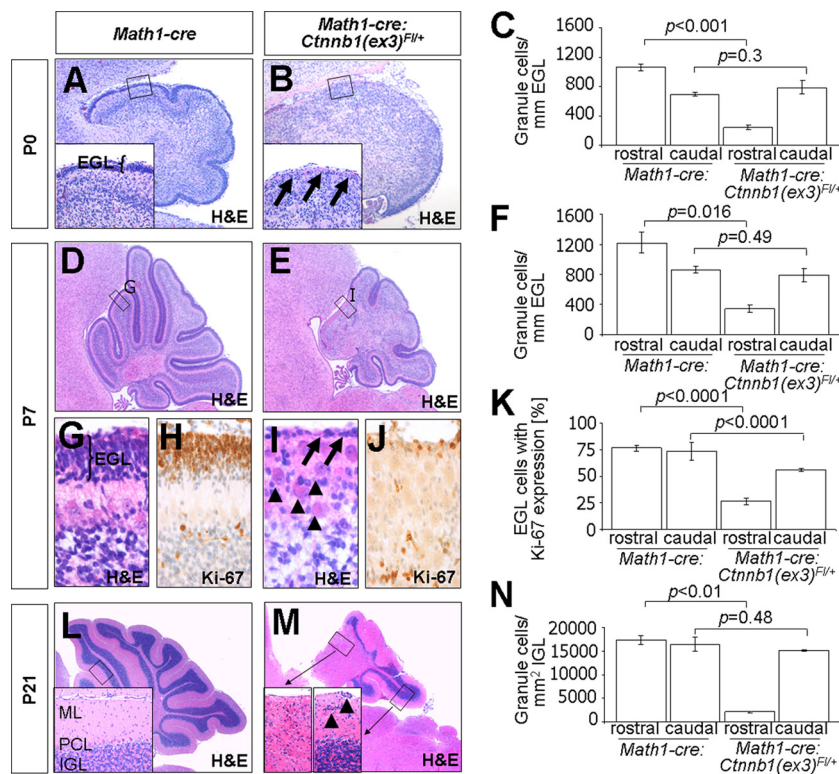 Math1-cre
Math1-cre:
Ctnnb1(ex3)Fl/+
P0
A
EGL {
H&E
B
H&E
C
Granule cells/
mm EGL
1600
1200
800
400
0
p<0.001
p=0.3
rostral caudal rostral caudal
Math1-cre: Math1-cre:
Ctnnb1(ex3)Fl/+
P7
D
G
H&E
E
I
H&E
F
Granule cells/
mm EGL
1600
1200
800
400
0
p=0.016
p=0.49
rostral caudal rostral caudal
Math1-cre: Math1-cre:
Ctnnb1(ex3)Fl/+
G
} EGL
H&E
H
Ki-67
I
H&E
J
Ki-67
K
EGL cells with
Ki-67 expression [%]
100
75
50
25
0
p<0.0001
p<0.0001
rostral caudal rostral caudal
Math1-cre: Math1-cre:
Ctnnb1(ex3)Fl/+
P21
L
ML
PCL
IGL
H&E
M
H&E
N
Granule cells/
mm² IGL
20000
15000
10000
5000
0
p<0.01
p=0.48
rostral caudal rostral caudal
Math1-cre: Math1-cre:
Ctnnb1(ex3)Fl/+